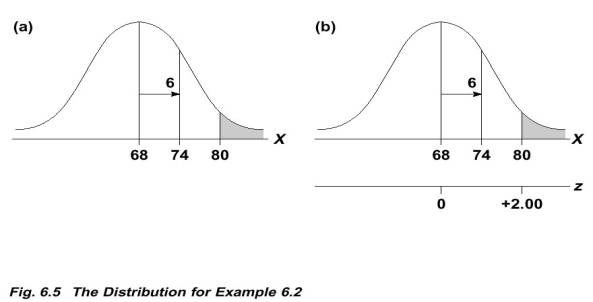 (a)
6
68 74 80 X
(b)
6
68 74 80 X
0 +2.00 z
Fig. 6.5 The Distribution for Example 6.2